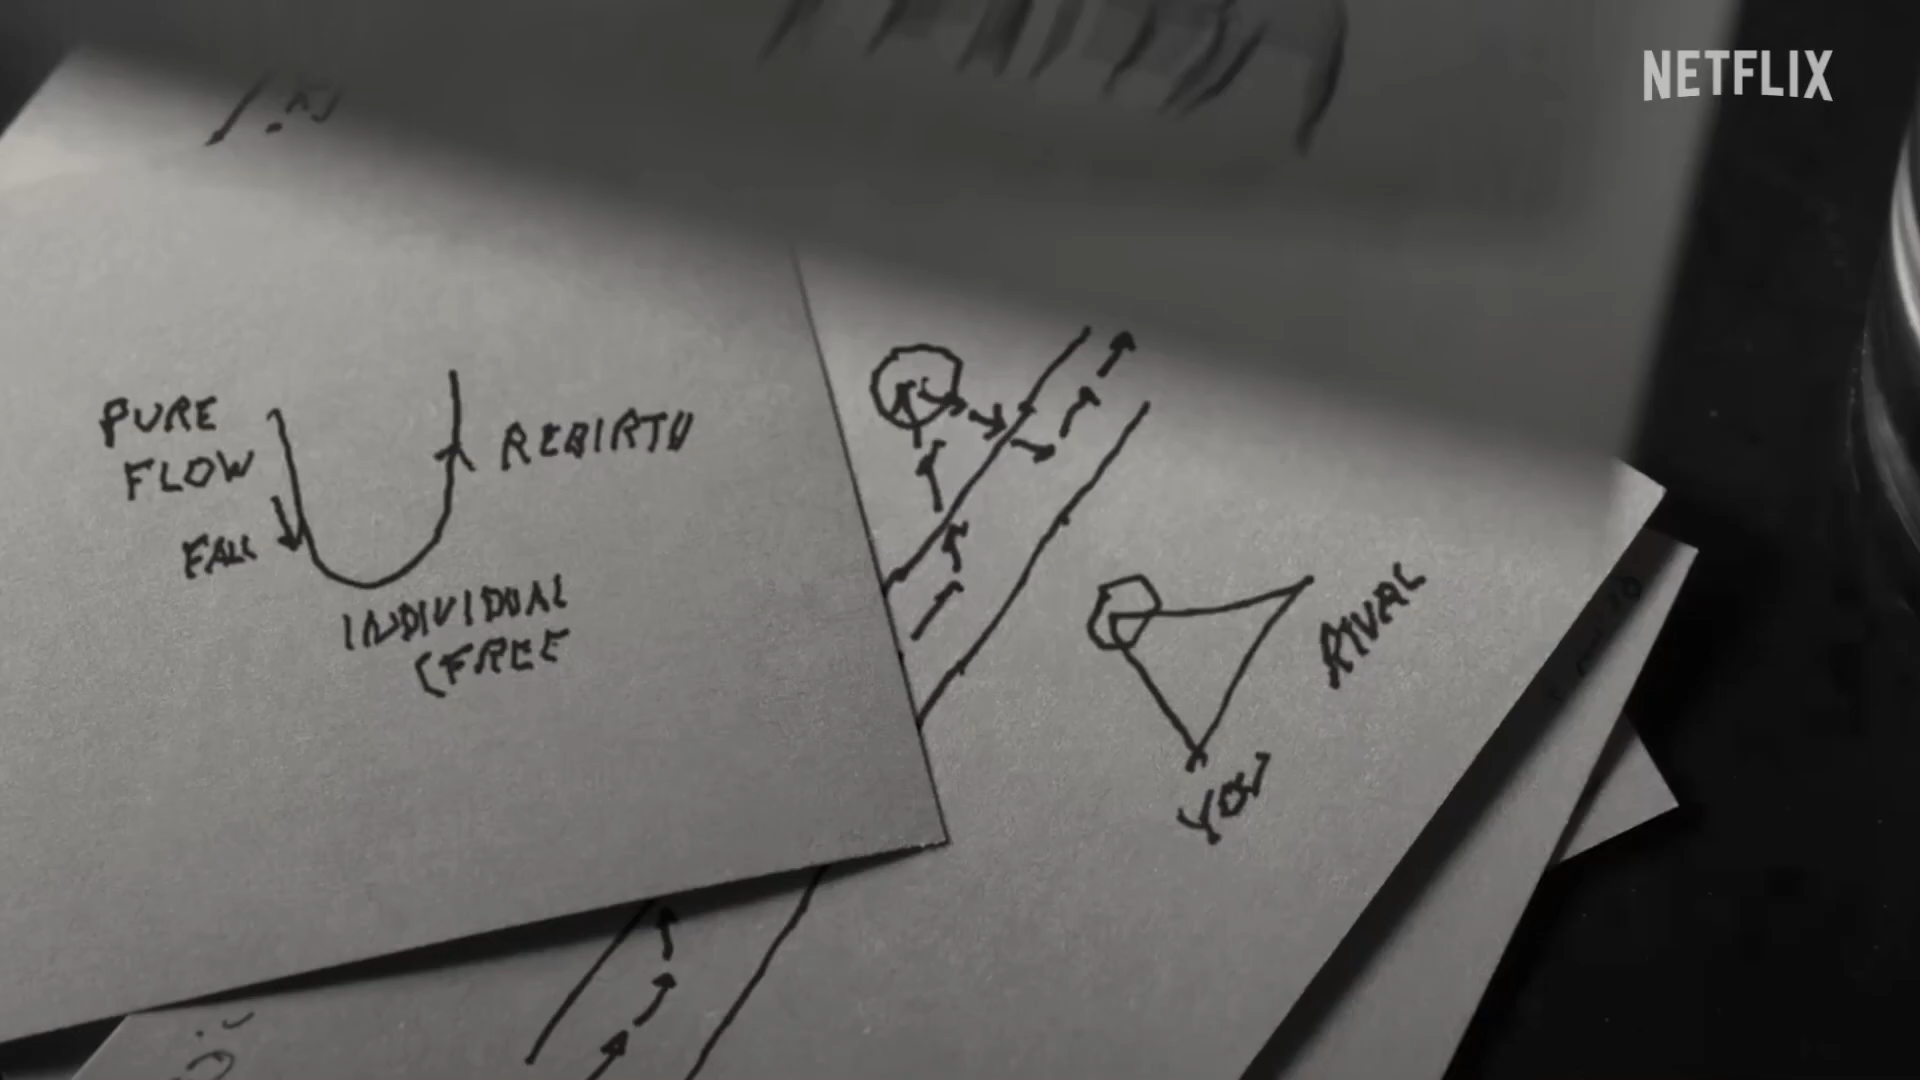 NETFLIX
PURE
FLOW
FALL
REBIRTH
INDIVIDUAL
(FREE
RIVAL
YOU